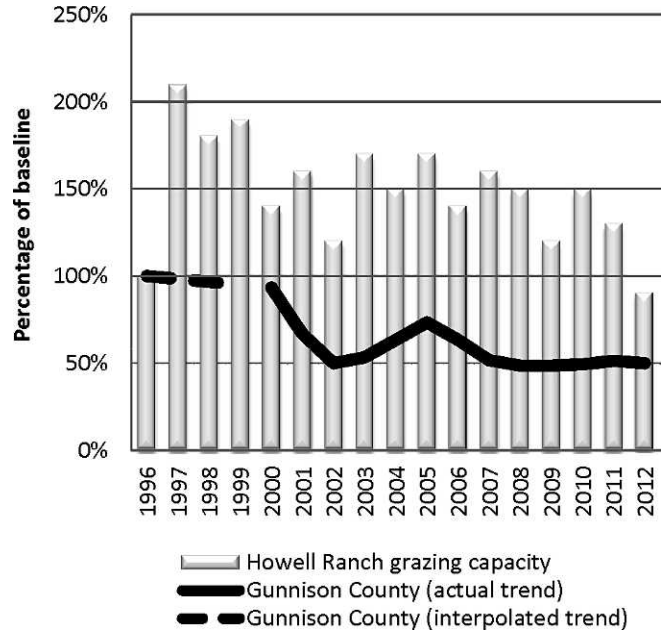 250%
200%
150%
100%
50%
0%
Percentage of baseline
1996 1997 1998 1999 2000 2001 2002 2003 2004 2005 2006 2007 2008 2009 2010 2011 2012
Howell Ranch grazing capacity
Gunnison County (actual trend)
Gunnison County (interpolated trend)